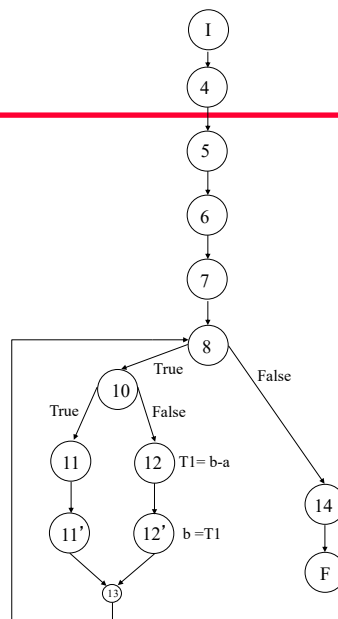 I
4
5
6
7
8
True
False
10
True
False
11
12
T1= b-a
14
11’
12’
b =T1
F
13